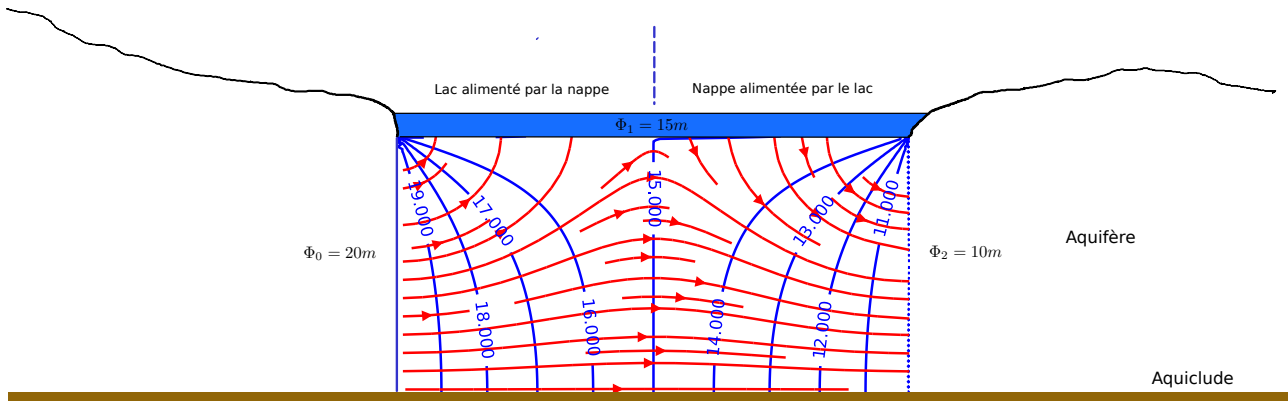 Lac alimenté par la nappe
Nappe alimentée par le lac
Φ₁ = 15m
19.000
17.000
15.000
13.000
11.000
Φ₀ = 20m
Φ₂ = 10m
Aquifère
18.000
16.000
14.000
12.000
Aquiclude